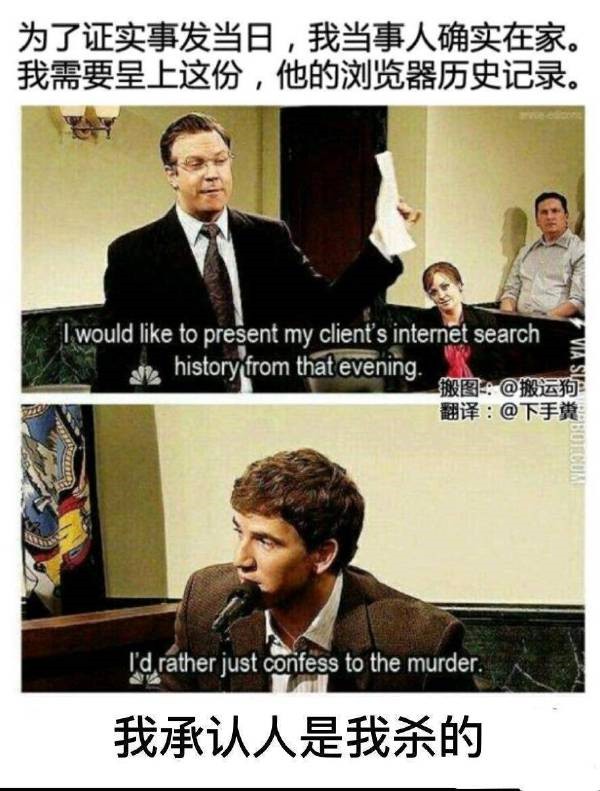 为了证实事发当日，我当事人确实在家。
我需要呈上这份，他的浏览器历史记录。
I would like to present my client's internet search
history from that evening.
搬图：@搬运狗
翻译：@下手糞
I'd rather just confess to the murder.
我承认人是我杀的